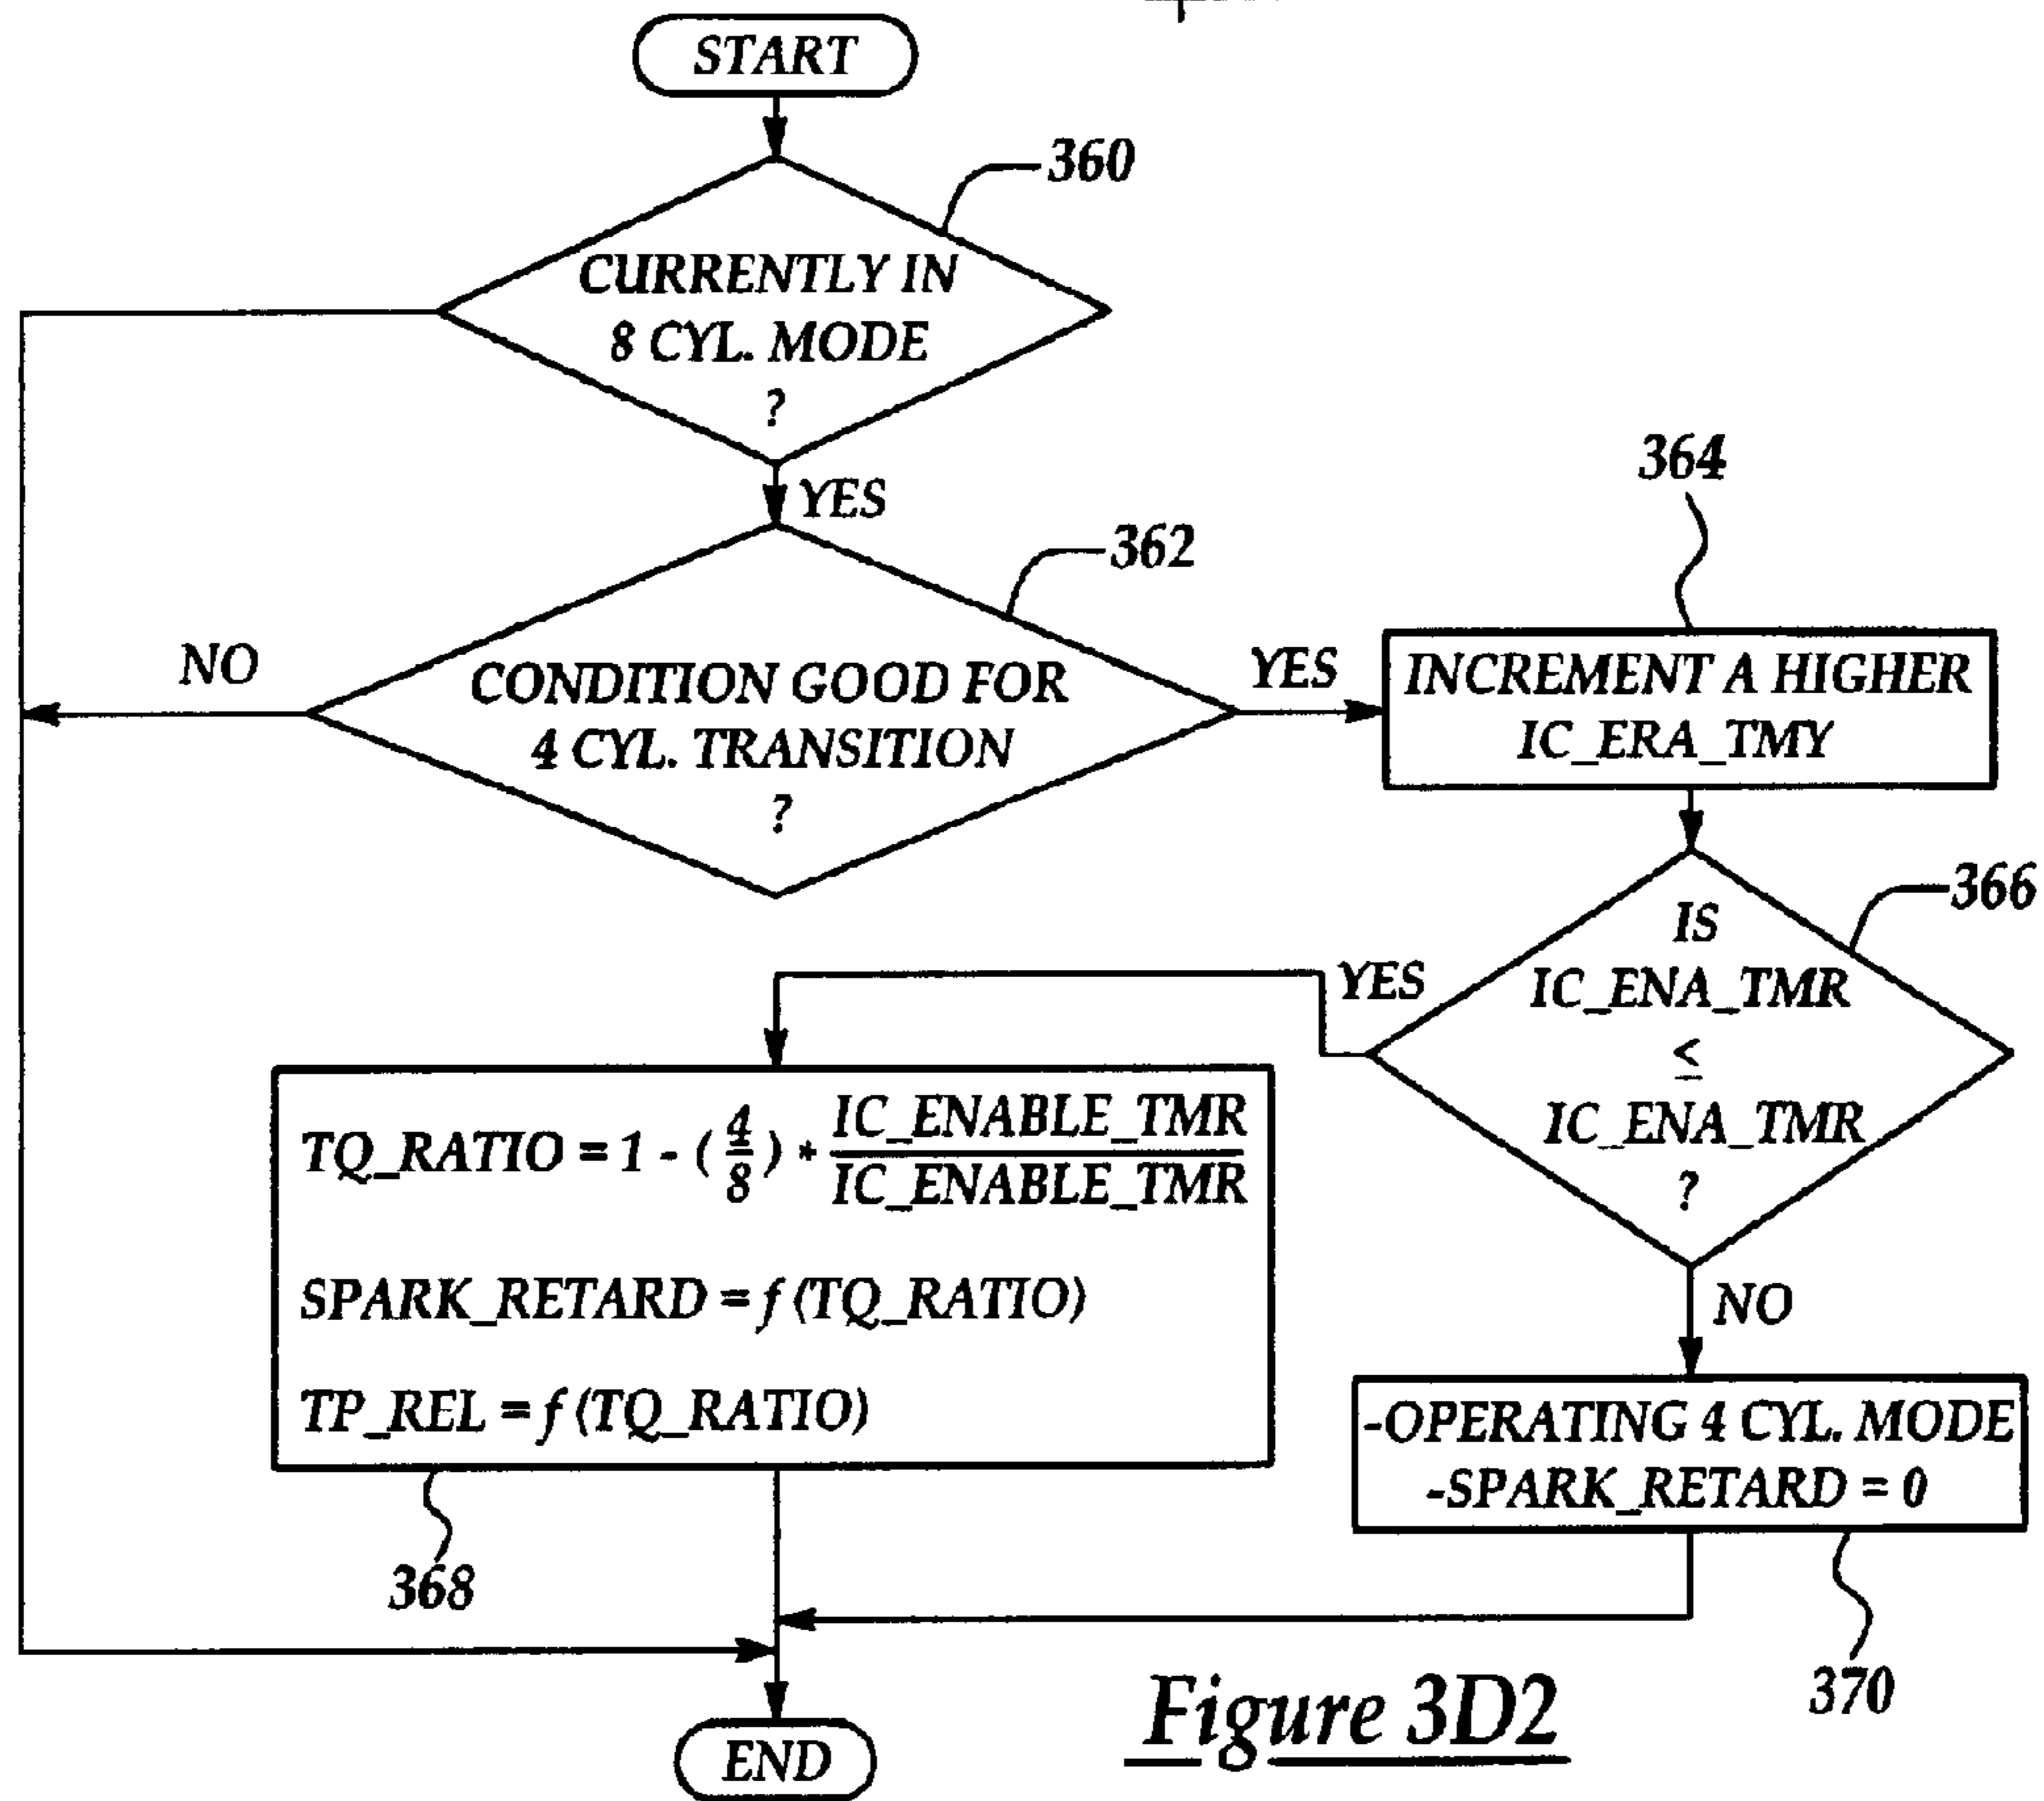 START
360
CURRENTLY IN
8 CYL. MODE
?
YES
362
CONDITION GOOD FOR
4 CYL. TRANSITION
?
NO
YES
364
INCREMENT A HIGHER
IC_ERA_TMY
366
IS
IC_ENA_TMR
≤
IC_ENA_TMR
?
YES
TQ_RATIO = 1 - ( 4/8 ) * IC_ENABLE_TMR / IC_ENABLE_TMR
SPARK_RETARD = f (TQ_RATIO)
TP_REL = f (TQ_RATIO)
368
NO
-OPERATING 4 CYL. MODE
-SPARK_RETARD = 0
370
END
Figure 3D2